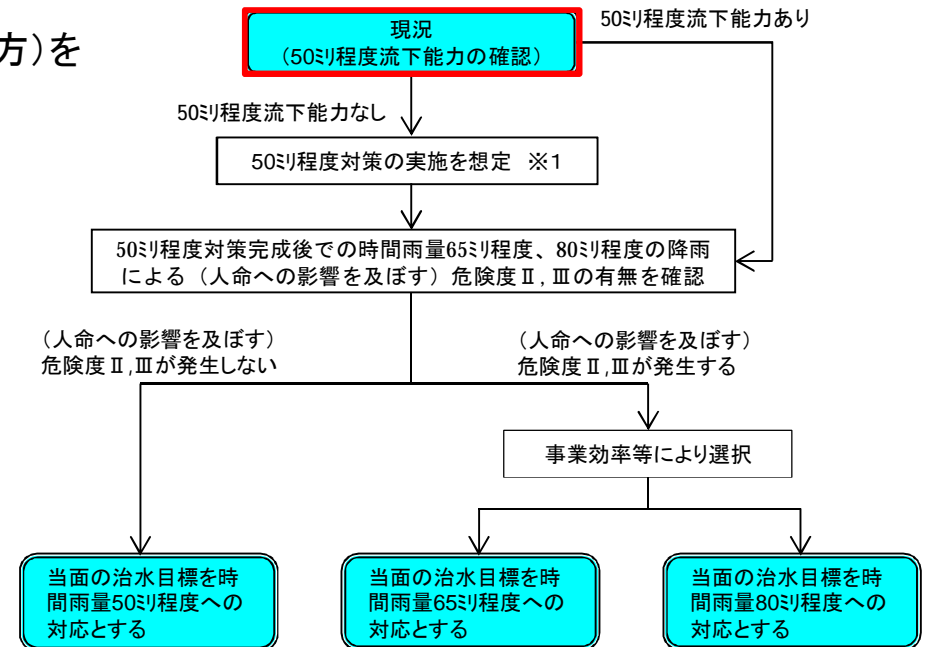 方)を
50ﾐﾘ程度流下能力あり
現況
(50ﾐﾘ程度流下能力の確認)
50ﾐﾘ程度流下能力なし
50ﾐﾘ程度対策の実施を想定 ※1
50ﾐﾘ程度対策完成後での時間雨量65ﾐﾘ程度、80ﾐﾘ程度の降雨
による(人命への影響を及ぼす)危険度Ⅱ,Ⅲの有無を確認
(人命への影響を及ぼす)
危険度Ⅱ,Ⅲが発生しない
(人命への影響を及ぼす)
危険度Ⅱ,Ⅲが発生する
事業効率等により選択
当面の治水目標を時
間雨量50ﾐﾘ程度への
対応とする
当面の治水目標を時
間雨量65ﾐﾘ程度への
対応とする
当面の治水目標を時
間雨量80ﾐﾘ程度への
対応とする